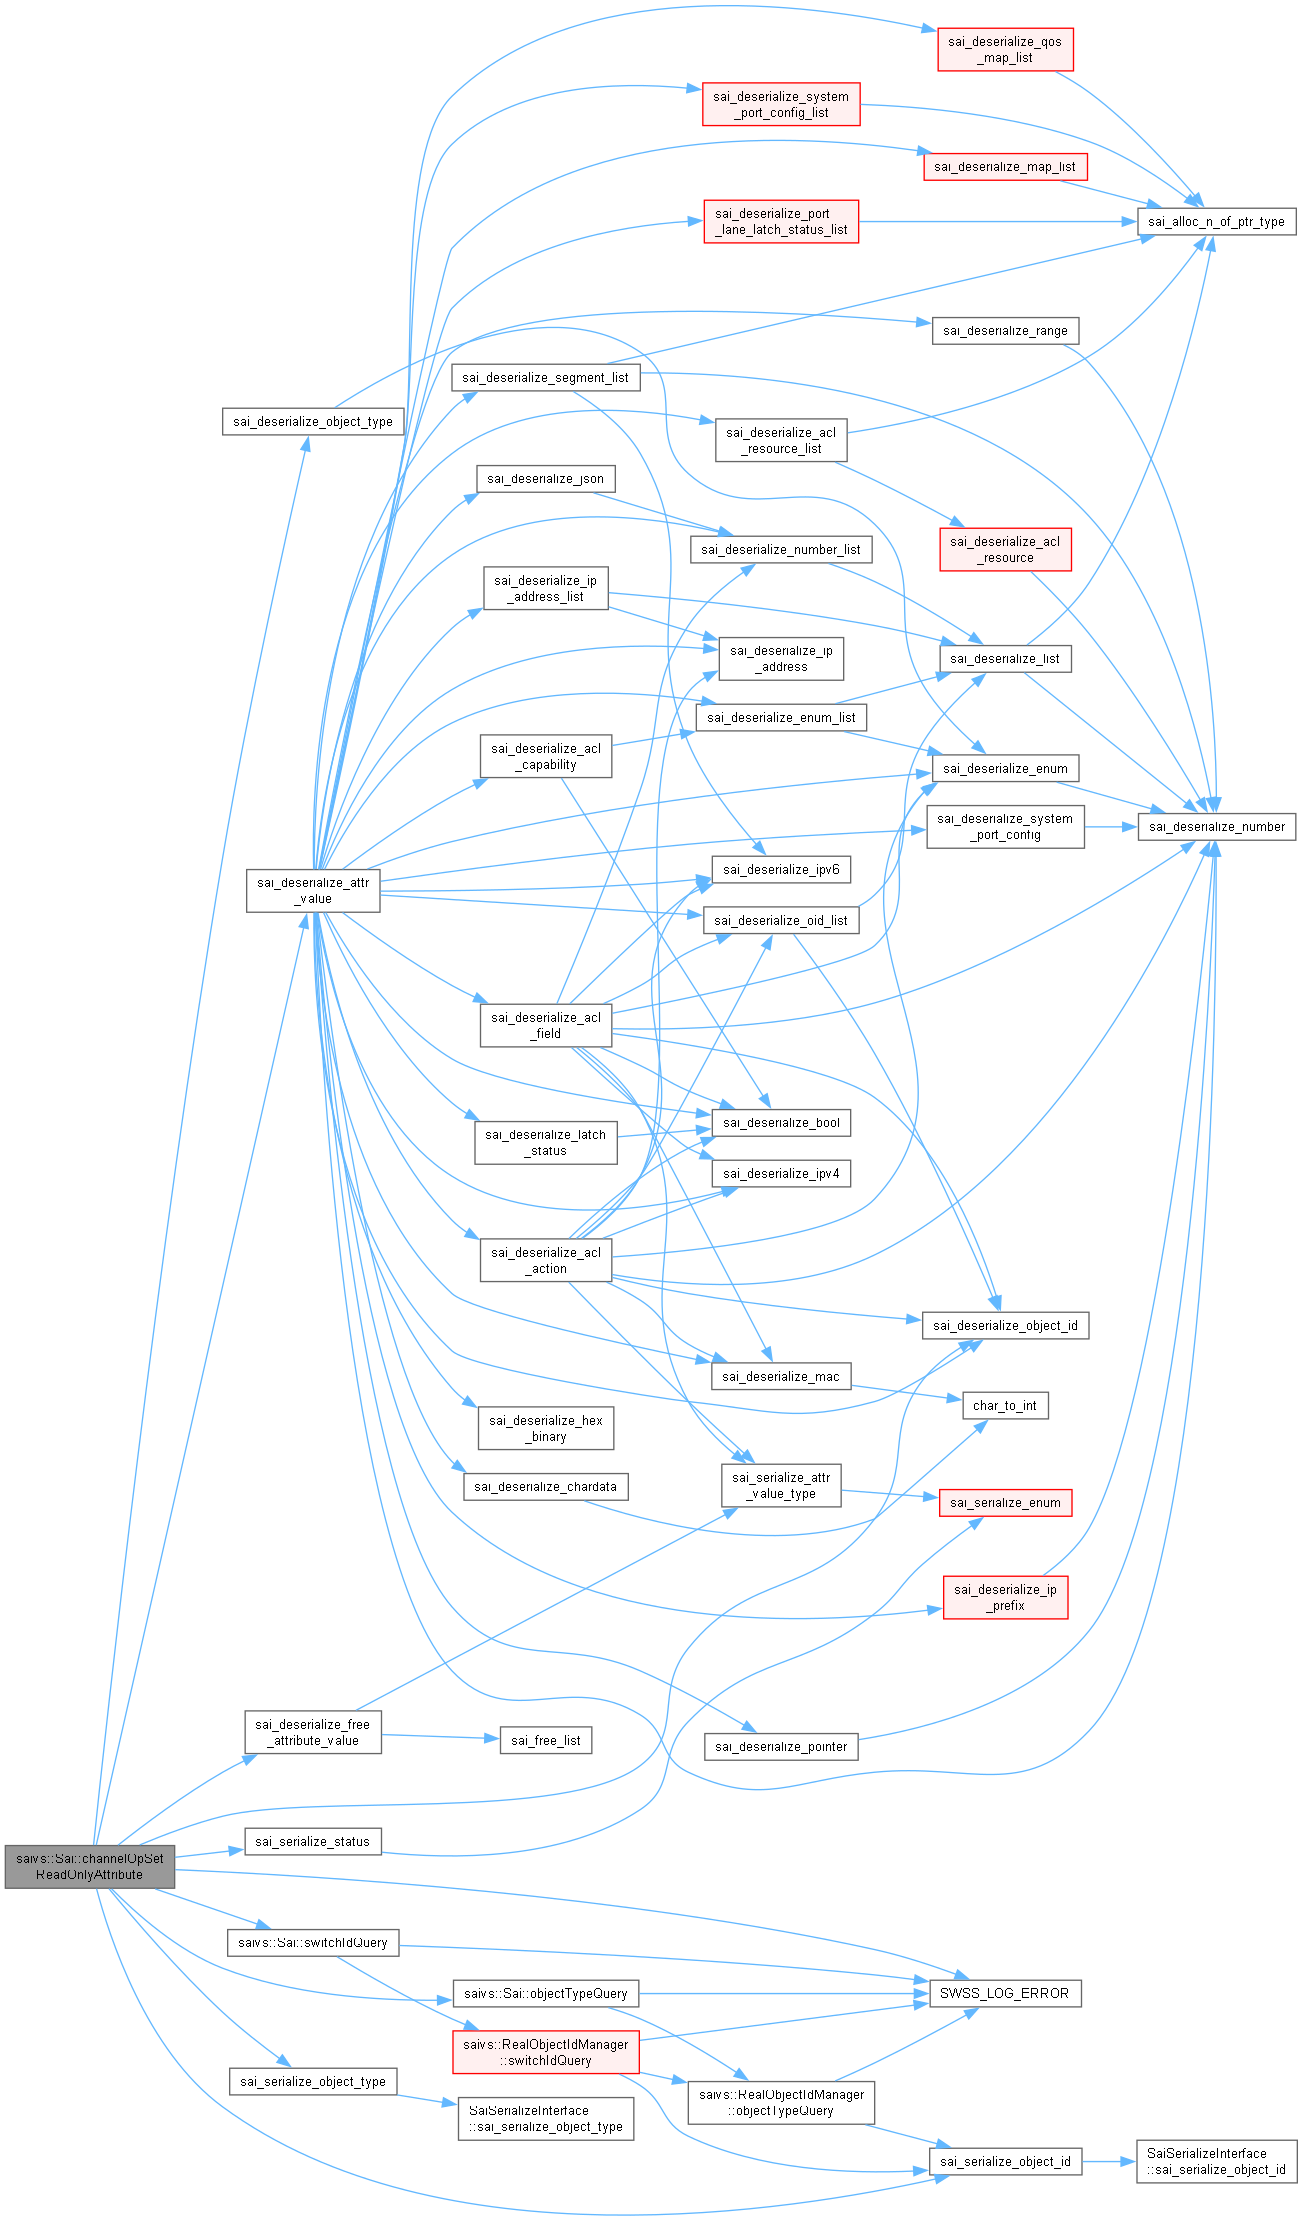 sai_deserialize_qos
_map_list
sai_deserialize_system
_port_config_list
sai_deserialize_map_list
sai_deserialize_port
_lane_latch_status_list
sai_alloc_n_of_ptr_type
sai_deserialize_range
sai_deserialize_segment_list
sai_deserialize_object_type
sai_deserialize_acl
_resource_list
sai_deserialize_json
sai_deserialize_number_list
sai_deserialize_acl
_resource
sai_deserialize_ip
_address_list
sai_deserialize_ip
_address
sai_deserialize_list
sai_deserialize_enum_list
sai_deserialize_acl
_capability
sai_deserialize_enum
sai_deserialize_system
_port_config
sai_deserialize_number
sai_deserialize_attr
_value
sai_deserialize_ipv6
sai_deserialize_oid_list
sai_deserialize_acl
_field
sai_deserialize_bool
sai_deserialize_latch
_status
sai_deserialize_ipv4
sai_deserialize_acl
_action
sai_deserialize_object_id
sai_deserialize_mac
char_to_int
sai_deserialize_hex
_binary
sai_deserialize_chardata
sai_serialize_attr
_value_type
sai_serialize_enum
sai_deserialize_ip
_prefix
sai_deserialize_free
_attribute_value
sai_free_list
sai_deserialize_pointer
sai_serialize_status
saivs::Sai::channelOpSet
ReadOnlyAttribute
saivs::Sai::switchIdQuery
saivs::Sai::objectTypeQuery
SWSS_LOG_ERROR
saivs::RealObjectIdManager
::switchIdQuery
sai_serialize_object_type
saivs::RealObjectIdManager
::objectTypeQuery
SaiSerializeInterface
::sai_serialize_object_type
sai_serialize_object_id
SaiSerializeInterface
::sai_serialize_object_id